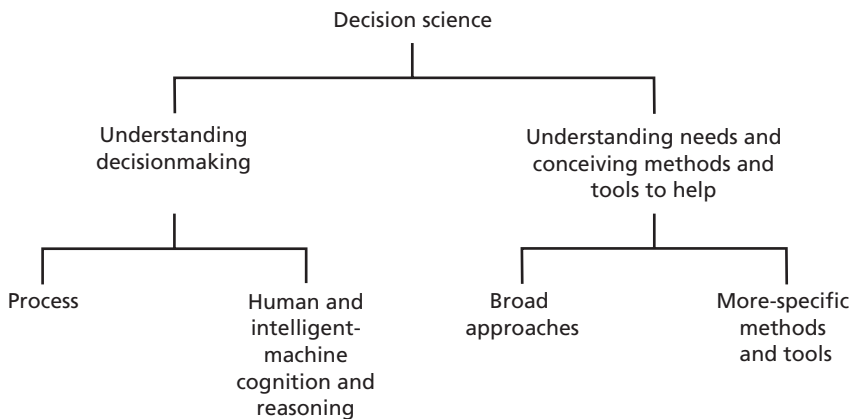 Decision science
Understanding
decisionmaking
Understanding needs and
conceiving methods and
tools to help
Process
Human and
intelligent-
machine
cognition and
reasoning
Broad
approaches
More-specific
methods
and tools